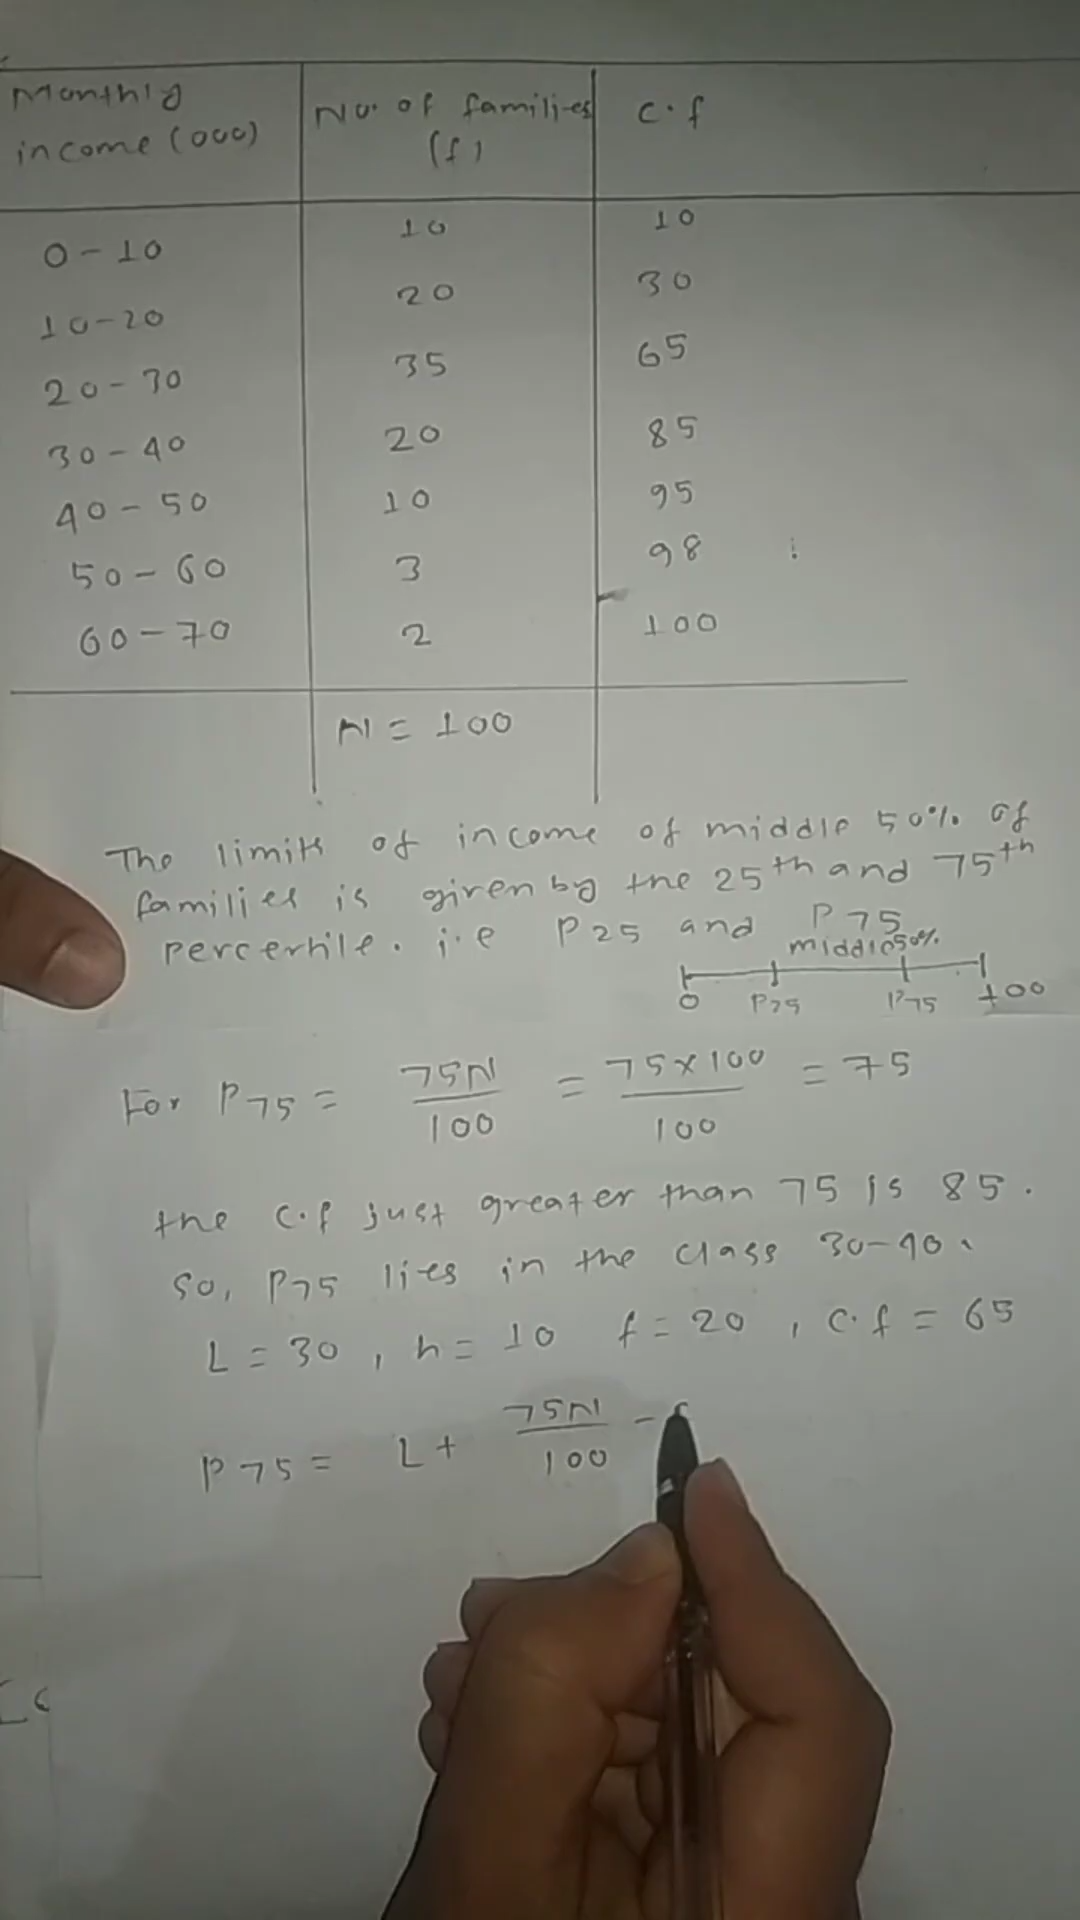 Monthly income (000) No. of families (f) c.f
0-10 10 10
10-20 20 30
20-30 35 65
30-40 20 85
40-50 10 95
50-60 3 98
60-70 2 100
N = 100
The limits of income of middle 50% of
families is given by the 25th and 75th
percentile. i.e P25 and P75
middle 50%
0 P25 P75 100
For P75 = 75N/100 = 75×100/100 = 75
the c.f just greater than 75 is 85.
so, P75 lies in the class 30-40.
L = 30, h = 10 f = 20, c.f = 65
P75 = L + 75N/100 -